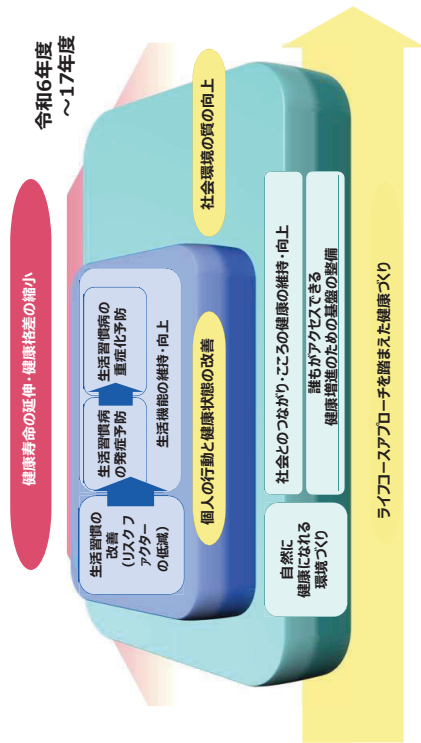 令和6年度
～17年度
健康寿命の延伸・健康格差の縮小
生活習慣の
改善
(リスクフ
ァクター
の低減)
生活習慣病
の発症予防
生活習慣病の
重症化予防
生活機能の維持・向上
個人の行動と健康状態の改善
社会環境の質の向上
自然に
健康になれる
環境づくり
社会とのつながり・こころの健康の維持・向上
誰もがアクセスできる
健康増進のための基盤の整備
ライフコースアプローチを踏まえた健康づくり